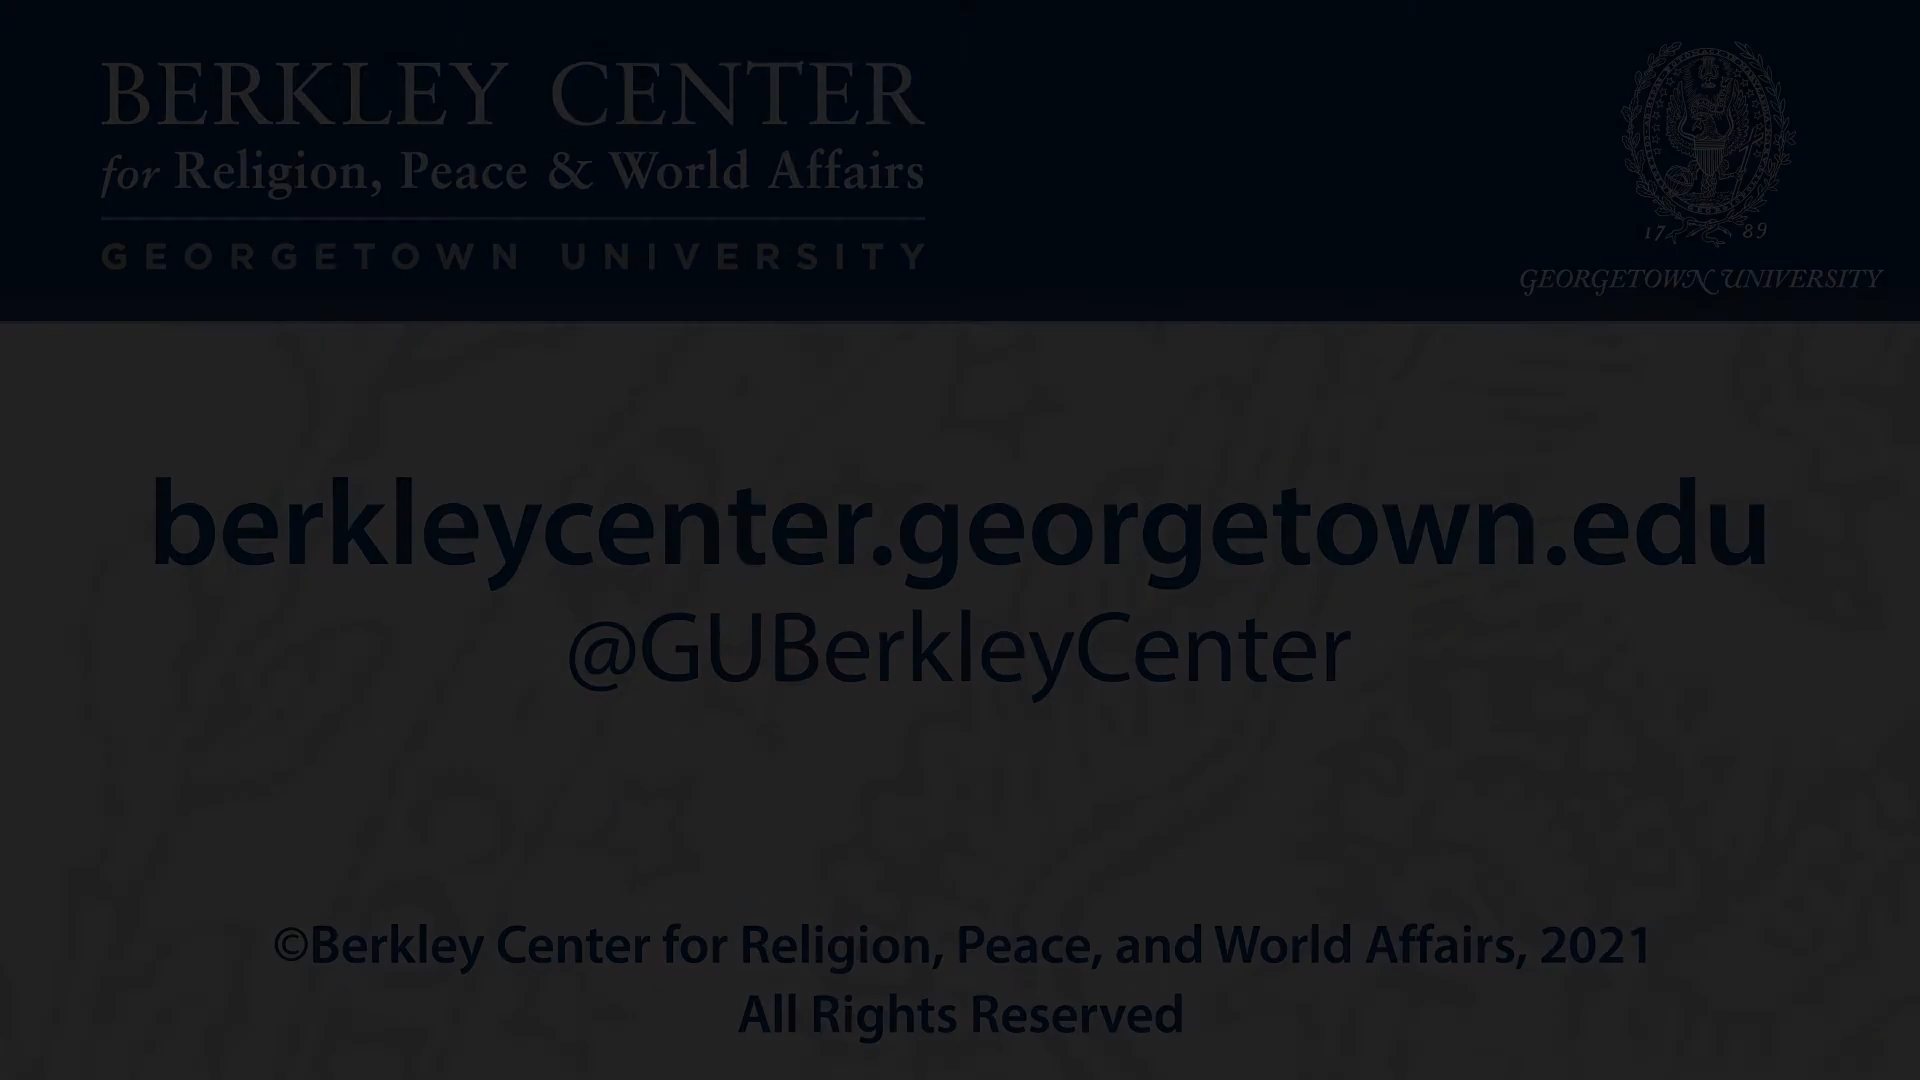 BERKLEY CENTER
for Religion, Peace & World Affairs
GEORGETOWN UNIVERSITY
17 89
GEORGETOWN UNIVERSITY
berkleycenter.georgetown.edu
@GUBerkleyCenter
©Berkley Center for Religion, Peace, and World Affairs, 2021
All Rights Reserved